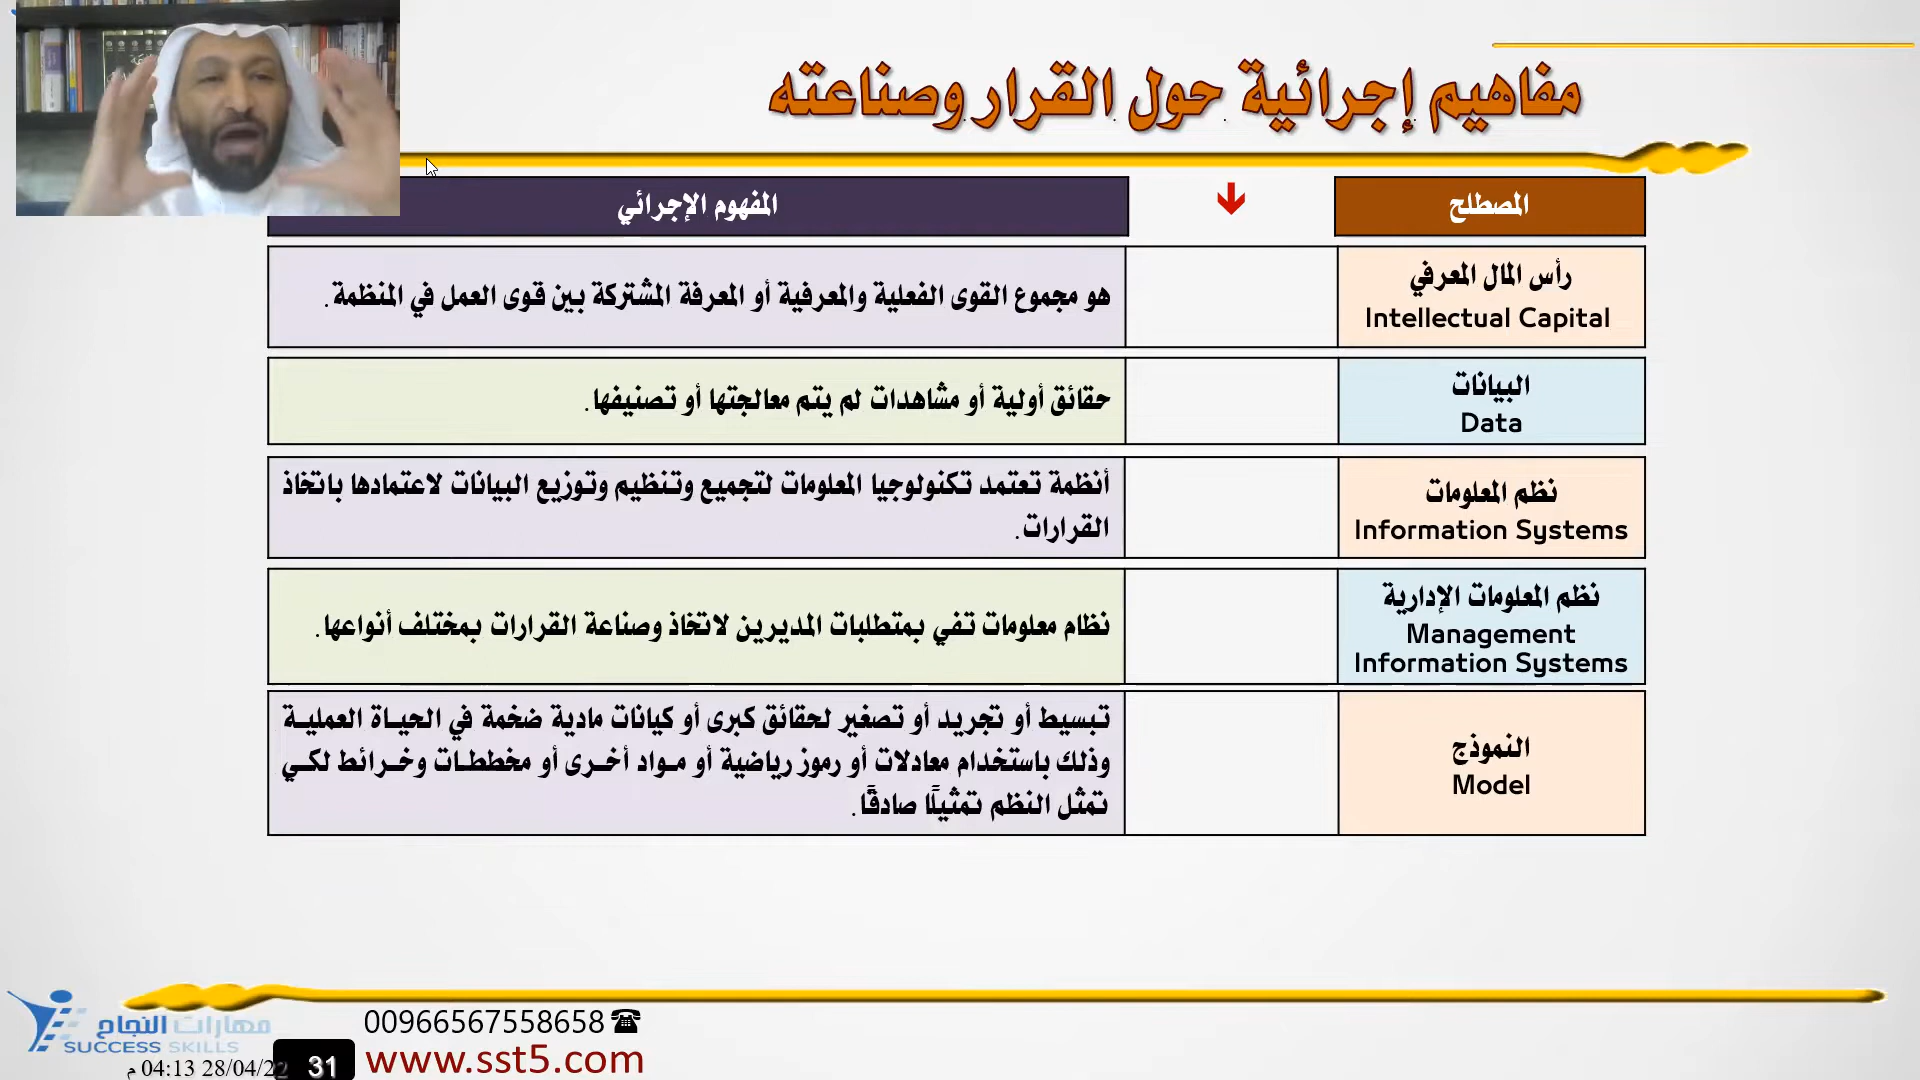 مفاهيم إجرائية حول القرار وصناعته
المصطلح
المفهوم الإجرائي
رأس المال المعرفي
Intellectual Capital
هو مجموع القوى الفعلية والمعرفية أو المعرفة المشتركة بين قوى العمل في المنظمة.
البيانات
Data
حقائق أولية أو مشاهدات لم يتم معالجتها أو تصنيفها.
نظم المعلومات
Information Systems
أنظمة تعتمد تكنولوجيا المعلومات لتجميع وتنظيم وتوزيع البيانات لاعتمادها باتخاذ
القرارات.
نظم المعلومات الإدارية
Management
Information Systems
نظام معلومات تفي بمتطلبات المديرين لاتخاذ وصناعة القرارات بمختلف أنواعها.
النموذج
Model
تبسيط أو تجريد أو تصغير لحقائق كبرى أو كيانات مادية ضخمة في الحياة العملية
وذلك باستخدام معادلات أو رموز رياضية أو مواد أخرى أو مخططات وخرائط لكي
تمثل النظم تمثيلًا صادقًا.
مهارات النجاح
SUCCESS SKILLS
00966567558658
www.sst5.com
04:13 28/04/22 م
31